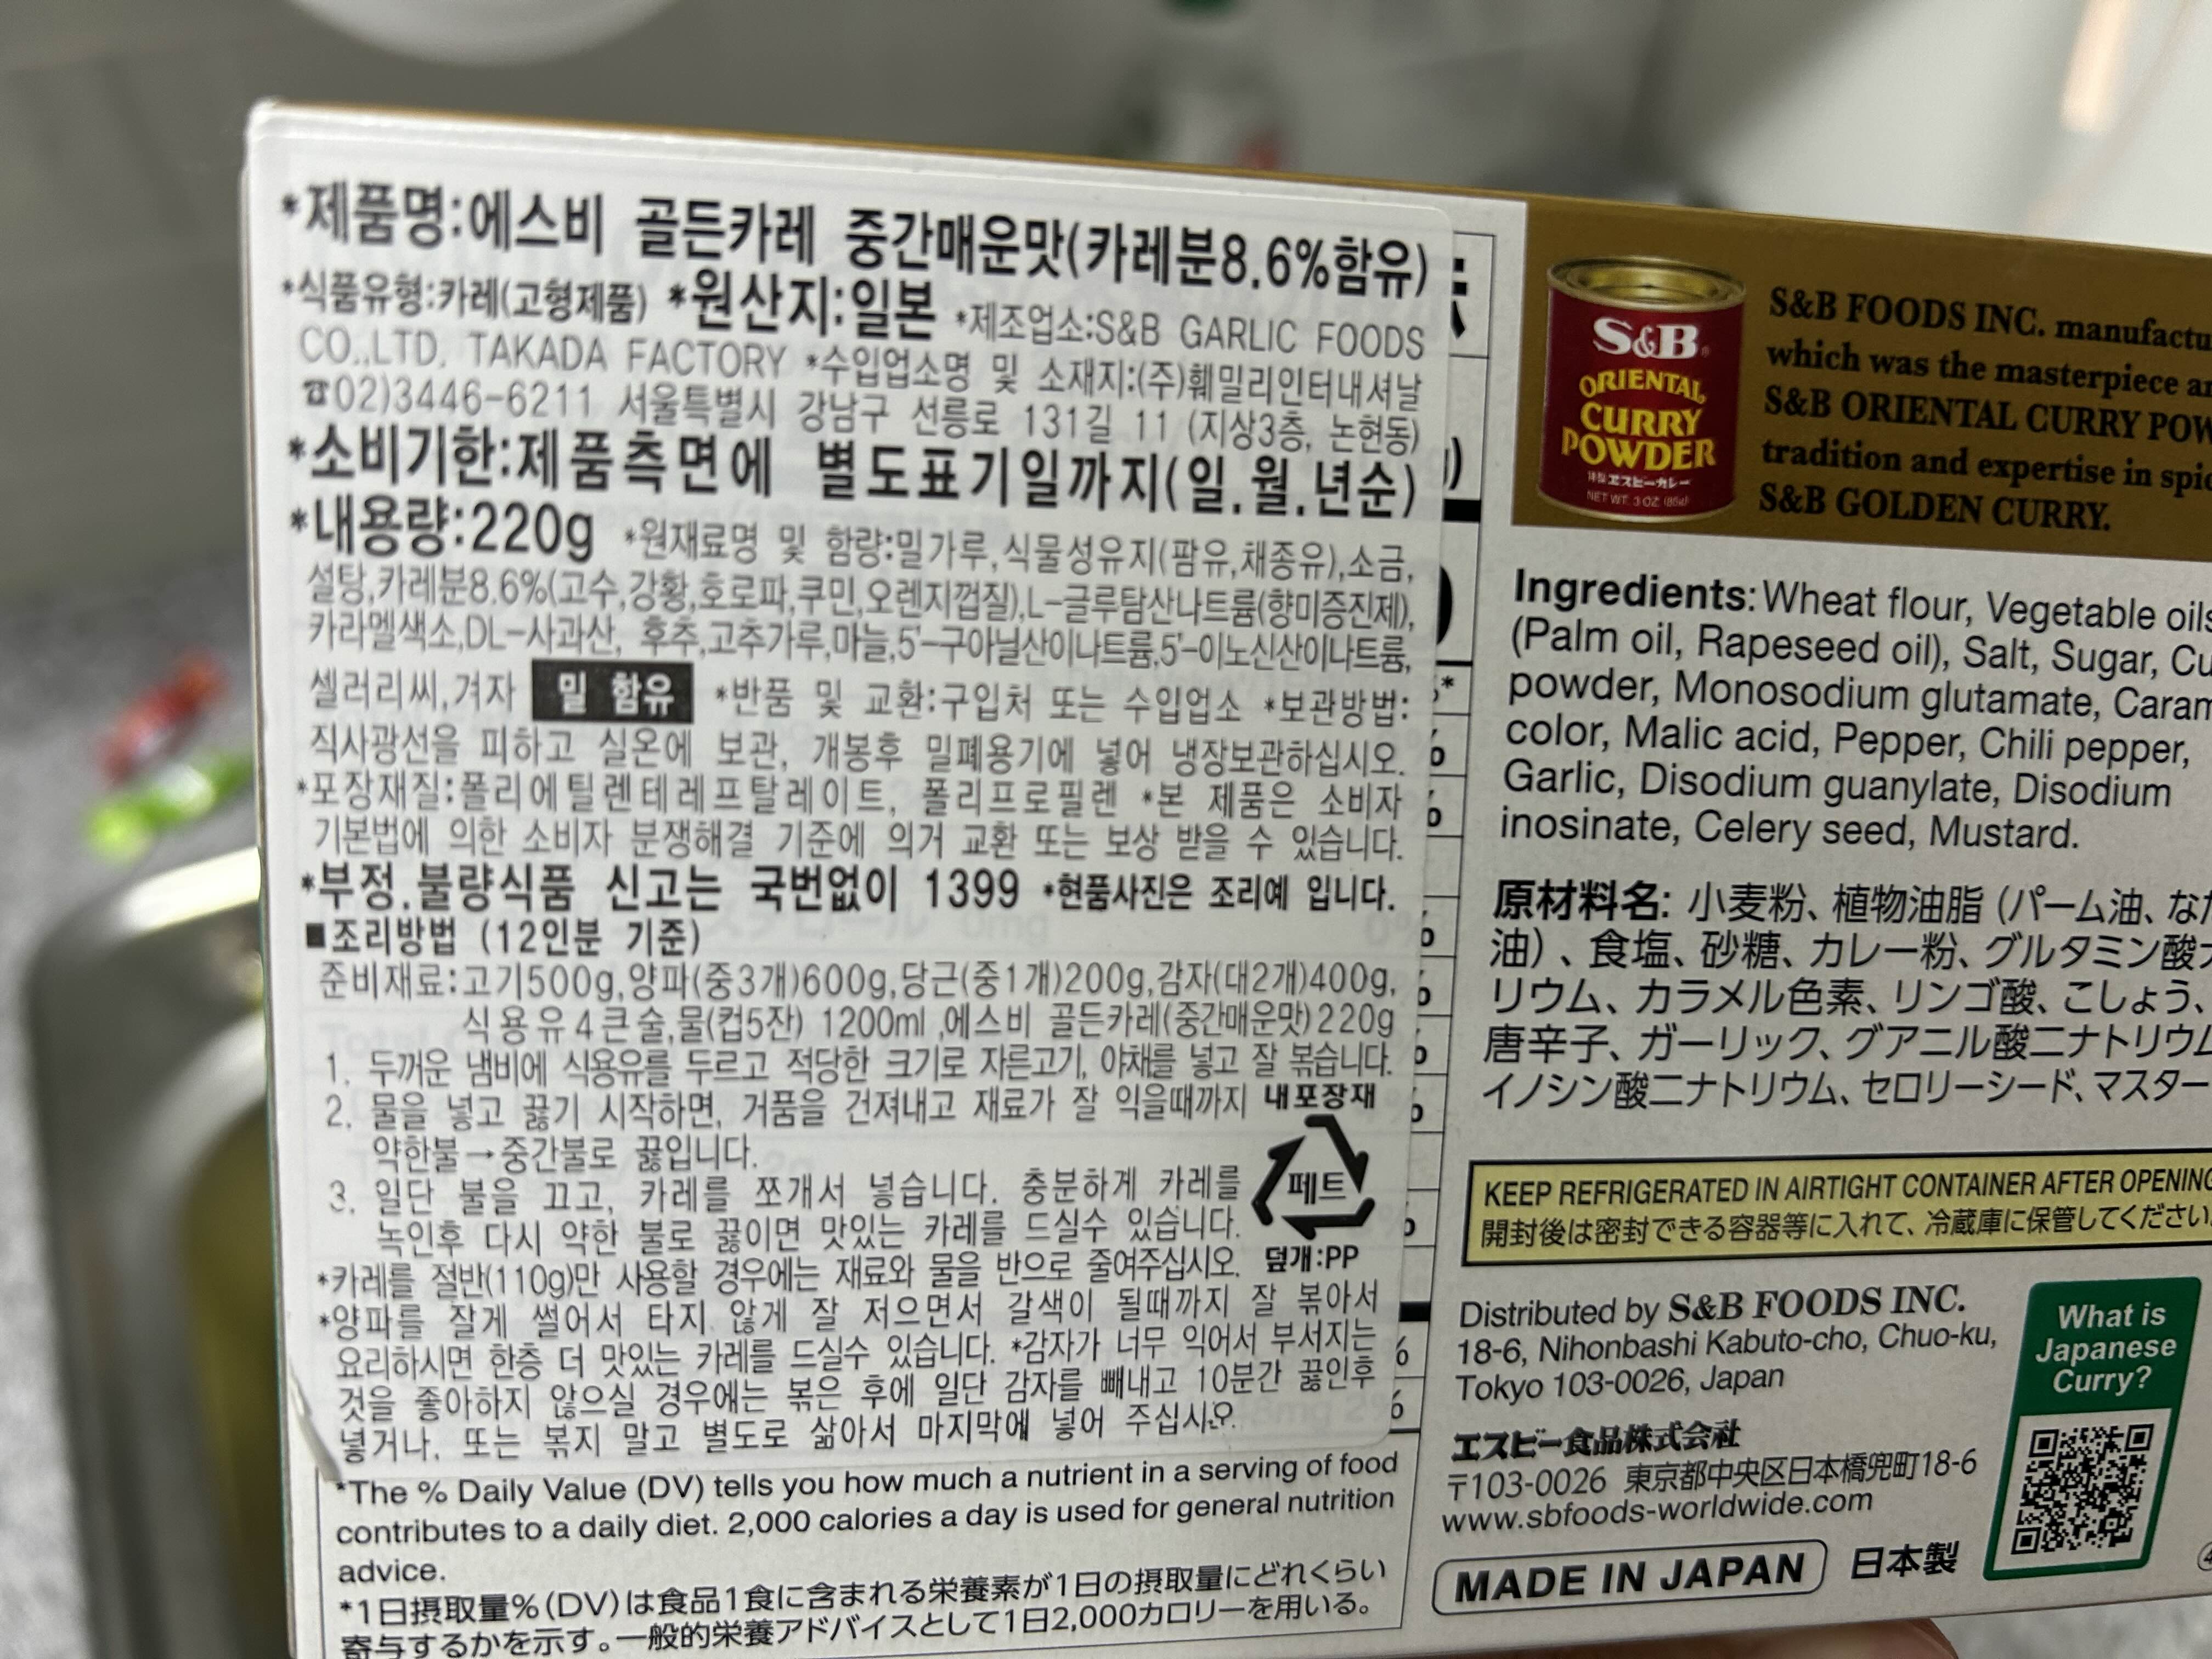 *제품명:에스비 골든카레 중간매운맛(카레분8.6%함유)
*식품유형:카레(고형제품) *원산지:일본 *제조업소:S&B GARLIC FOODS
CO.,LTD. TAKADA FACTORY *수입업소명 및 소재지:(주)훼밀리인터내셔날
☎02)3446-6211 서울특별시 강남구 선릉로 131길 11 (지상3층, 논현동)
*소비기한:제품측면에 별도표기일까지(일.월.년순)
*내용량:220g *원재료명 및 함량:밀가루,식물성유지(팜유,채종유),소금,
설탕,카레분8.6%(고수,강황,호로파,쿠민,오렌지껍질),L-글루탐산나트륨(향미증진제),
카라멜색소,DL-사과산, 후추,고추가루,마늘,5'-구아닐산이나트륨,5'-이노신산이나트륨,
셀러리씨,겨자 밀 함유 *반품 및 교환:구입처 또는 수입업소 *보관방법:
직사광선을 피하고 실온에 보관, 개봉후 밀폐용기에 넣어 냉장보관하십시오.
*포장재질:폴리에틸렌테레프탈레이트, 폴리프로필렌 *본 제품은 소비자
기본법에 의한 소비자 분쟁해결 기준에 의거 교환 또는 보상 받을 수 있습니다.
*부정.불량식품 신고는 국번없이 1399 *현품사진은 조리예 입니다.
■조리방법 (12인분 기준)
준비재료:고기500g,양파(중3개)600g,당근(중1개)200g,감자(대2개)400g,
식용유4큰술,물(컵5잔) 1200ml ,에스비 골든카레(중간매운맛)220g
1. 두꺼운 냄비에 식용유를 두르고 적당한 크기로 자른고기, 야채를 넣고 잘 볶습니다.
2. 물을 넣고 끓기 시작하면, 거품을 건져내고 재료가 잘 익을때까지
약한불→중간불로 끓입니다.
3. 일단 불을 끄고, 카레를 쪼개서 넣습니다. 충분하게 카레를
녹인후 다시 약한 불로 끓이면 맛있는 카레를 드실수 있습니다.
내포장재
페트
덮개:PP
*카레를 절반(110g)만 사용할 경우에는 재료와 물을 반으로 줄여주십시오.
*양파를 잘게 썰어서 타지 않게 잘 저으면서 갈색이 될때까지 잘 볶아서
요리하시면 한층 더 맛있는 카레를 드실수 있습니다. *감자가 너무 익어서 부서지는
것을 좋아하지 않으실 경우에는 볶은 후에 일단 감자를 빼내고 10분간 끓인후
넣거나, 또는 볶지 말고 별도로 삶아서 마지막에 넣어 주십시오.
*The % Daily Value (DV) tells you how much a nutrient in a serving of food
contributes to a daily diet. 2,000 calories a day is used for general nutrition
advice.
*1日摂取量%(DV)は食品1食に含まれる栄養素が1日の摂取量にどれくらい
寄与するかを示す。一般的栄養アドバイスとして1日2,000カロリーを用いる。
S&B
ORIENTAL
CURRY
POWDER
特製ヱスビーカレー
NET WT. 3 OZ (85g)
S&B FOODS INC. manufactu
which was the masterpiece
S&B ORIENTAL CURRY POW
tradition and expertise in spic
S&B GOLDEN CURRY.
Ingredients: Wheat flour, Vegetable oils
(Palm oil, Rapeseed oil), Salt, Sugar, Cu
powder, Monosodium glutamate, Caram
color, Malic acid, Pepper, Chili pepper,
Garlic, Disodium guanylate, Disodium
inosinate, Celery seed, Mustard.
原材料名: 小麦粉、植物油脂 (パーム油、なた
油)、食塩、砂糖、カレー粉、グルタミン酸ナ
リウム、カラメル色素、リンゴ酸、こしょう、
唐辛子、ガーリック、グアニル酸二ナトリウム
イノシン酸二ナトリウム、セロリーシード、マスター
KEEP REFRIGERATED IN AIRTIGHT CONTAINER AFTER OPENING
開封後は密封できる容器等に入れて、冷蔵庫に保管してください
Distributed by S&B FOODS INC.
18-6, Nihonbashi Kabuto-cho, Chuo-ku,
Tokyo 103-0026, Japan
エスビー食品株式会社
〒103-0026 東京都中央区日本橋兜町18-6
www.sbfoods-worldwide.com
MADE IN JAPAN 日本製
What is
Japanese
Curry?